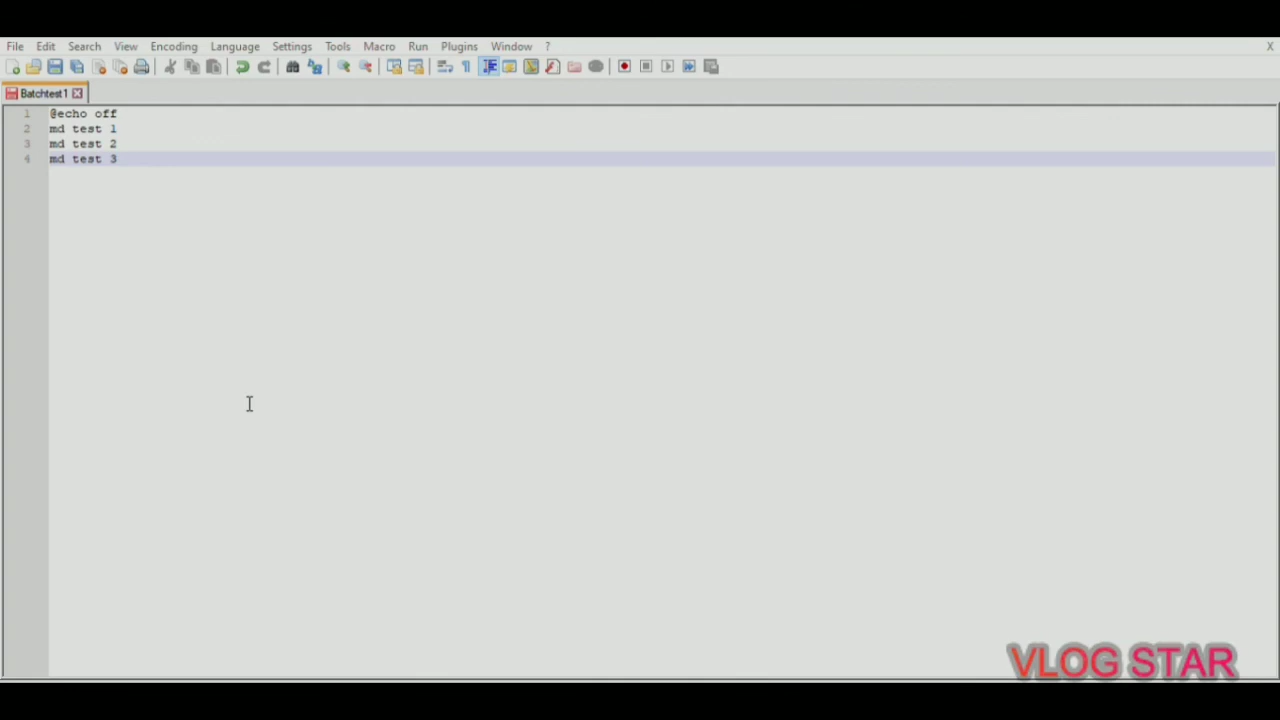 File Edit Search View Encoding Language Settings Tools Macro Run Plugins Window ? X
Batchtest1
1 @echo off
2 md test 1
3 md test 2
4 md test 3
VLOG STAR